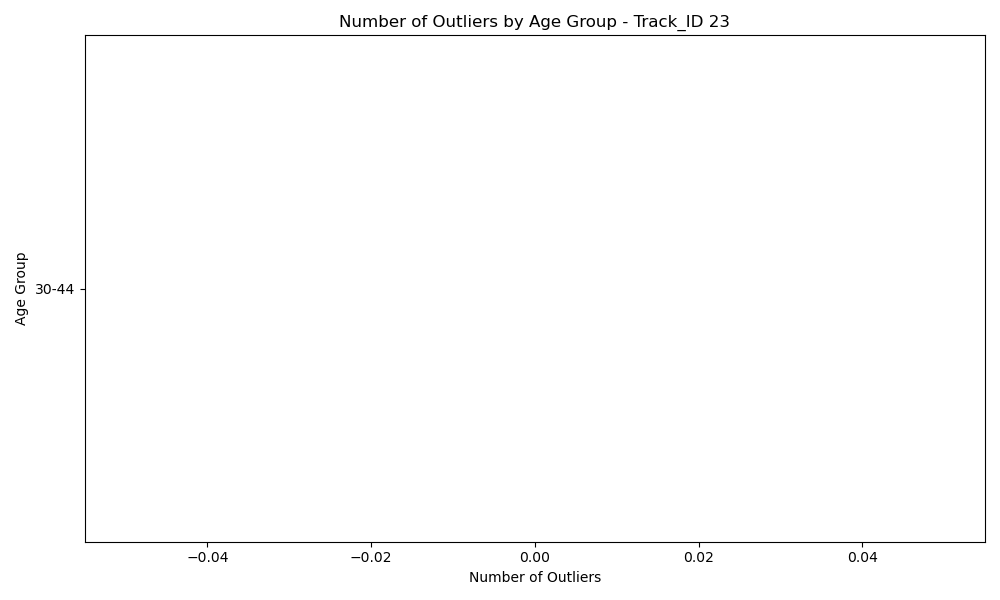 Number of Outliers by Age Group - Track_ID 23
Age Group
30-44
−0.04
−0.02
0.00
0.02
0.04
Number of Outliers